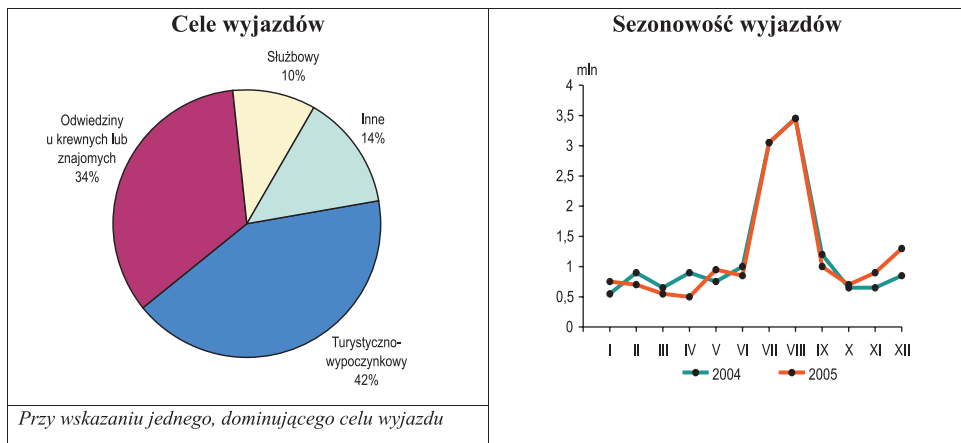 Cele wyjazdów
Służbowy
10%
Inne
14%
Odwiedziny
u krewnych lub
znajomych
34%
Turystyczno-
wypoczynkowy
42%
Przy wskazaniu jednego, dominującego celu wyjazdu
Sezonowość wyjazdów
mln
4
3,5
3
2,5
2
1,5
1
0,5
0
I II III IV V VI VII VIII IX X XI XII
2004 2005